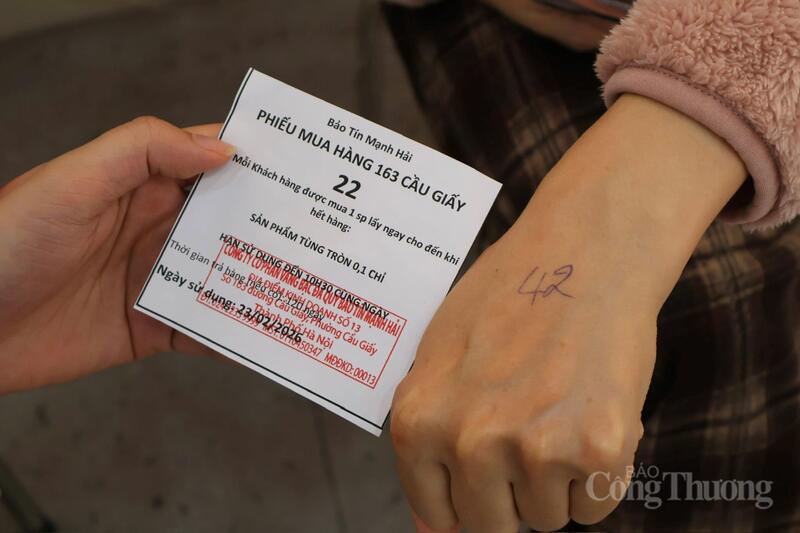 Bảo Tín Mạnh Hải
PHIẾU MUA HÀNG 163 CẦU GIẤY
22
Mỗi Khách hàng được mua 1 sp lấy ngay cho đến khi
hết hàng:
SẢN PHẨM TÙNG TRÒN 0,1 CHỈ
HẠN SỬ DỤNG ĐẾN 10H30 CÙNG NGÀY
Thời gian trả hàng
Ngày sử dụng: 23/02/2026
CÔNG TY CỔ PHẦN VÀNG BẠC ĐÁ QUÝ BẢO TÍN MẠNH HẢI
ĐỊA ĐIỂM KINH DOANH SỐ 13
Số 163 đường Cầu Giấy, Phường Cầu Giấy
Thành Phố Hà Nội
MĐĐKD: 00013
42
BÁO
Công Thương